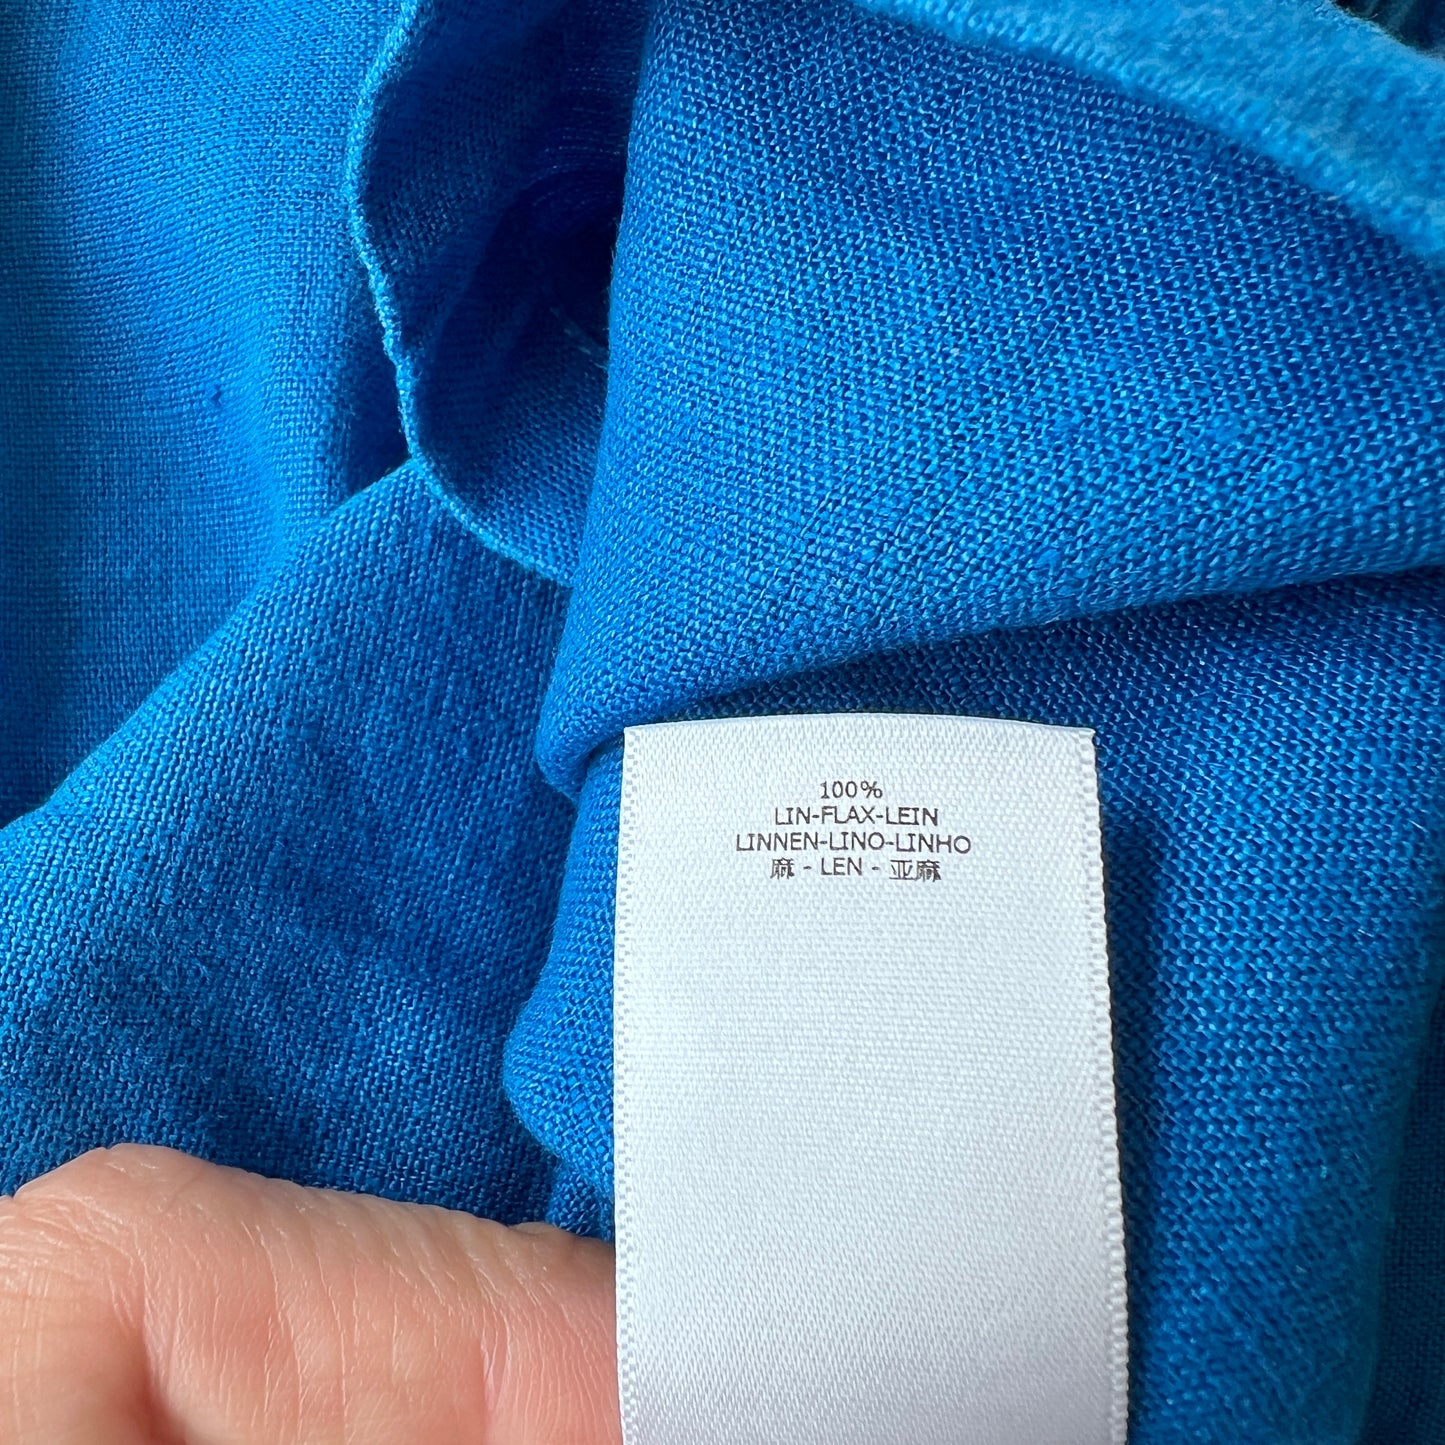 100%
LIN-FLAX-LEIN
LINNEN-LINO-LINHO
麻 - LEN - 亚麻